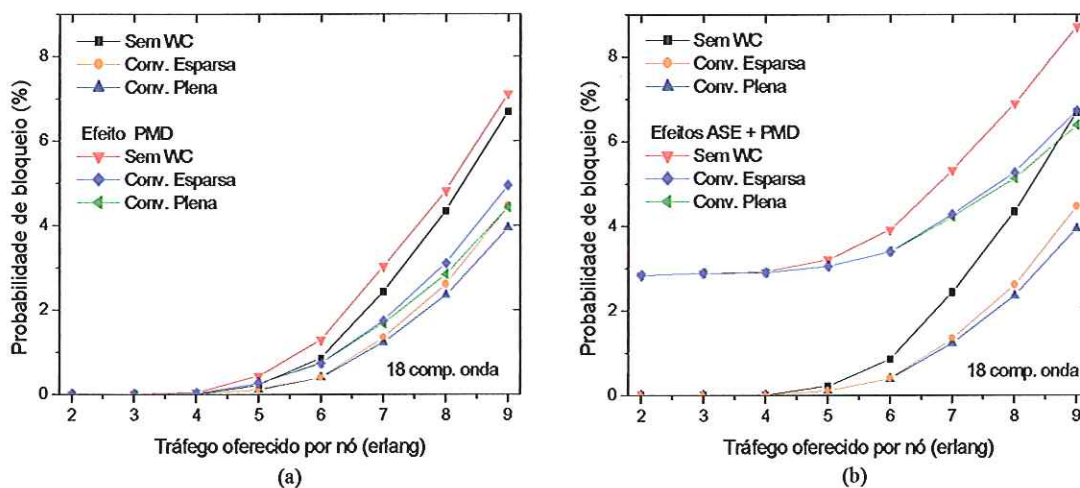 Probabilidade de bloqueio (%)
8
6
4
2
0
Sem WC
Conv. Esparsa
Conv. Plena
Efeito PMD
Sem WC
Conv. Esparsa
Conv. Plena
18 comp. onda
2 3 4 5 6 7 8 9
Tráfego oferecido por nó (erlang)
(a)
Probabilidade de bloqueio (%)
8
6
4
2
0
Sem WC
Conv. Esparsa
Conv. Plena
Efeitos ASE + PMD
Sem WC
Conv. Esparsa
Conv. Plena
18 comp. onda
2 3 4 5 6 7 8 9
Tráfego oferecido por nó (erlang)
(b)